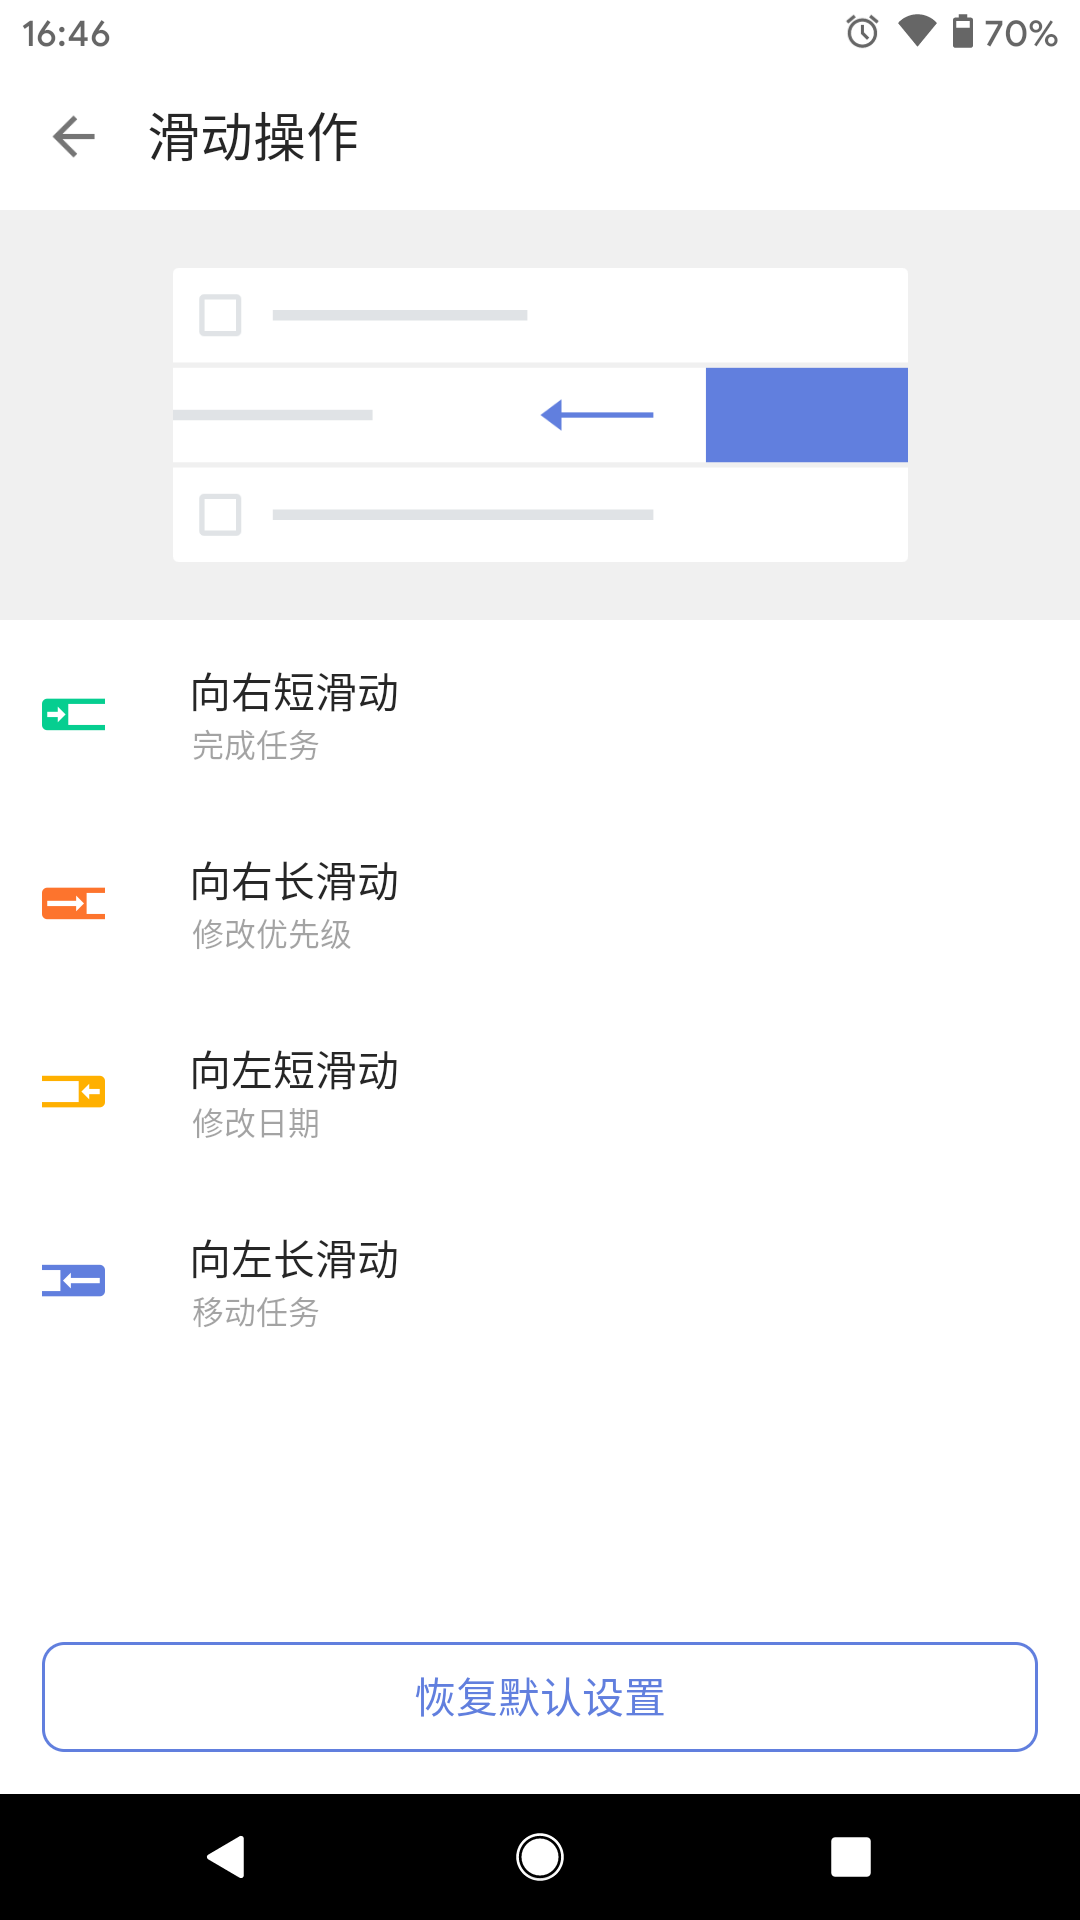 16:46
70%
滑动操作
向右短滑动
完成任务
向右长滑动
修改优先级
向左短滑动
修改日期
向左长滑动
移动任务
恢复默认设置